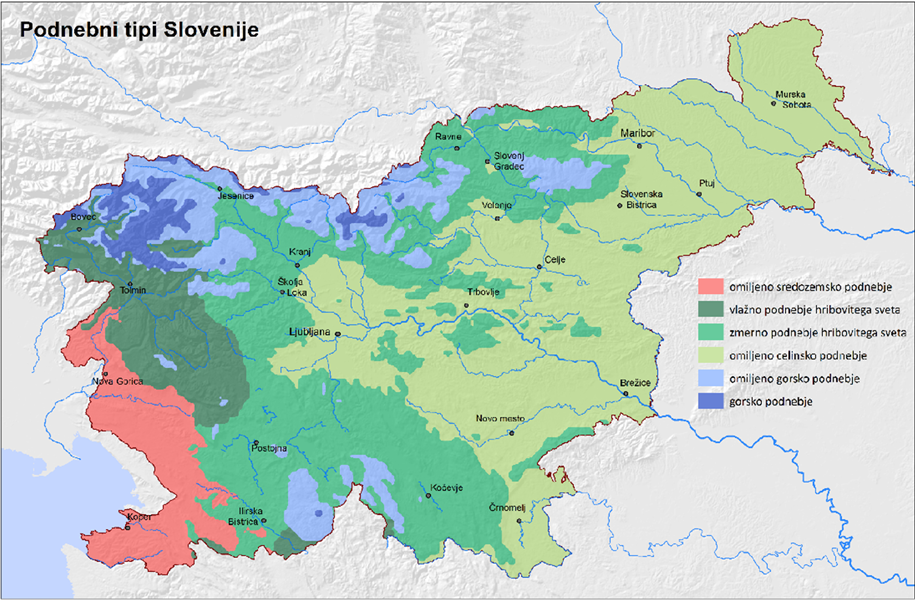 Podnebni tipi Slovenije
Murska
Sobota
Maribor
Ravne
Slovenj
Gradec
Ptuj
Jesenice
Slovenska
Bistrica
Velenje
Bovec
Kranj
Celje
Škofja
Loka
Tolmin
Trbovlje
omiljeno sredozemsko podnebje
vlažno podnebje hribovitega sveta
zmerno podnebje hribovitega sveta
omiljeno celinsko podnebje
omiljeno gorsko podnebje
gorsko podnebje
Ljubljana
Nova Gorica
Brežice
Novo mesto
Postojna
Kočevje
Črnomelj
Ilirska
Bistrica
Koper